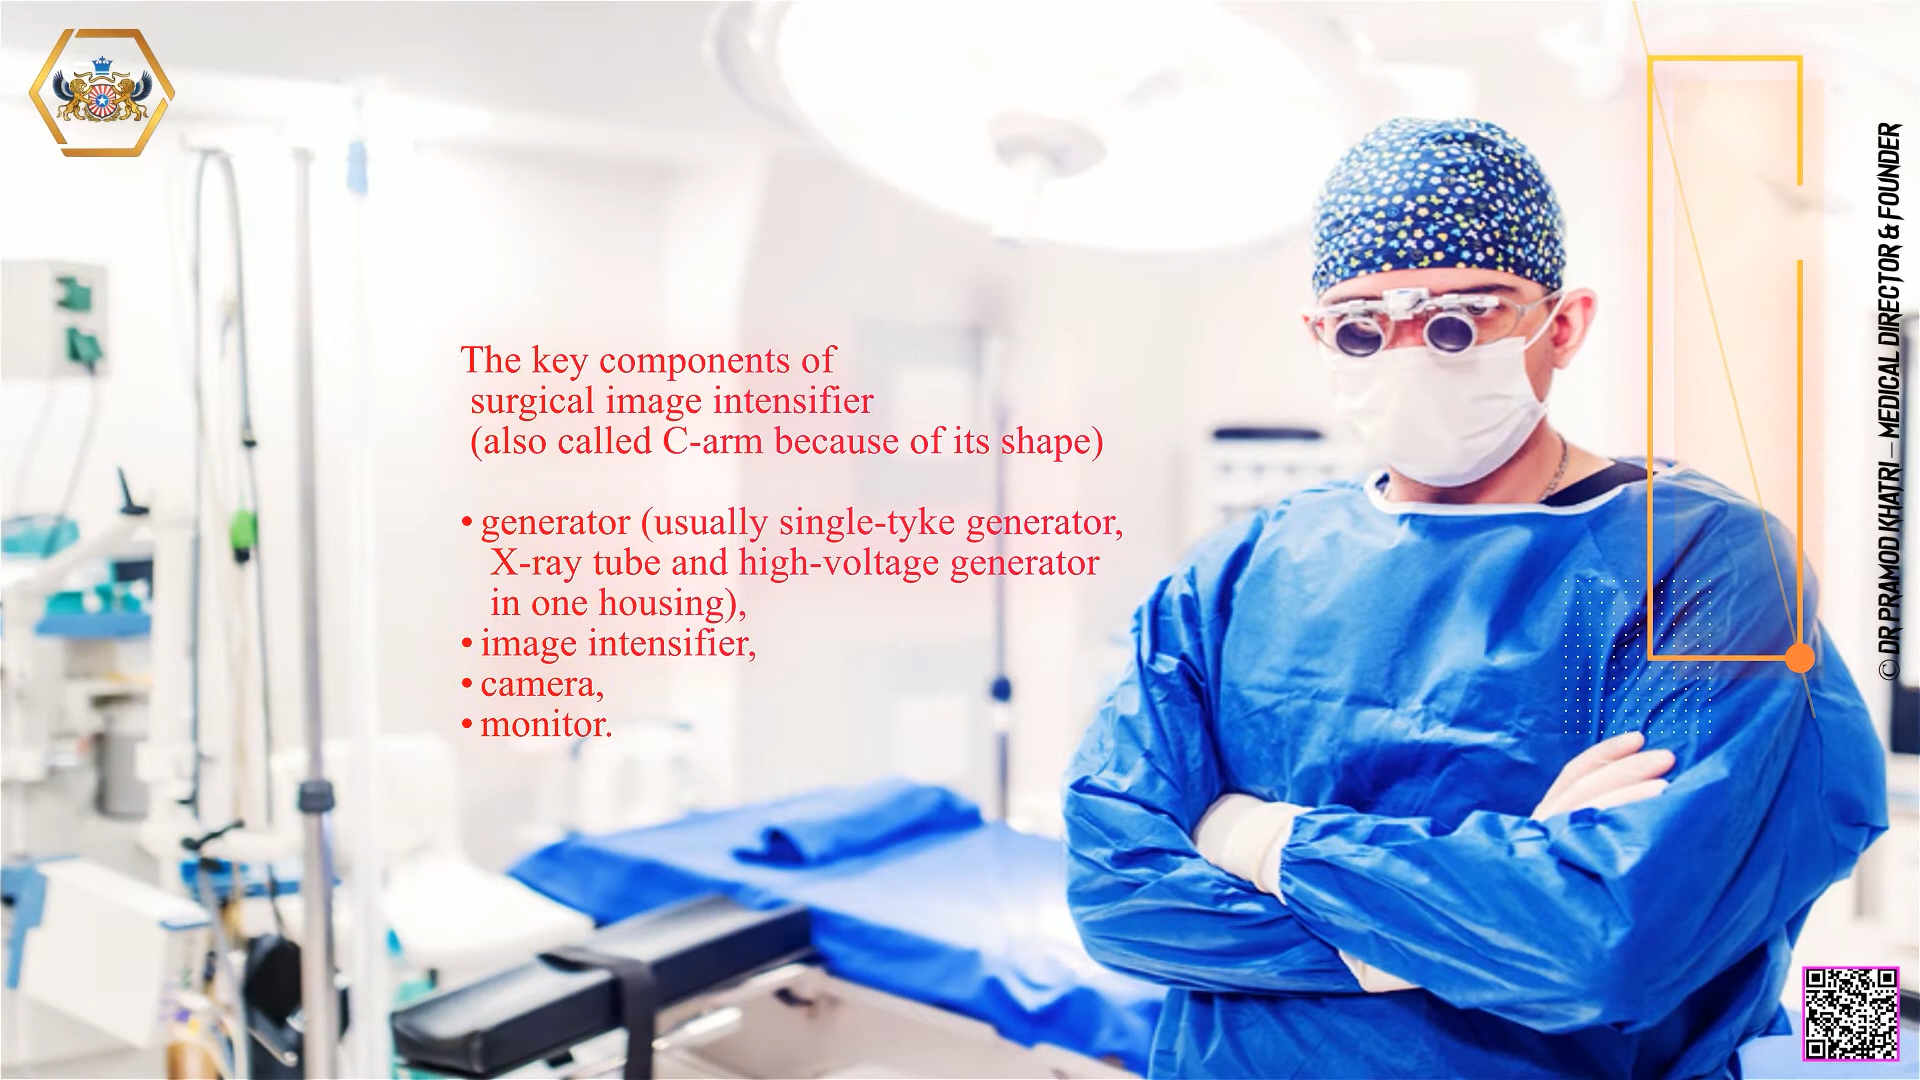 The key components of
surgical image intensifier
(also called C-arm because of its shape)
• generator (usually single-tyke generator,
X-ray tube and high-voltage generator
in one housing),
• image intensifier,
• camera,
• monitor.
© DR PRAMOD KHATRI – MEDICAL DIRECTOR & FOUNDER